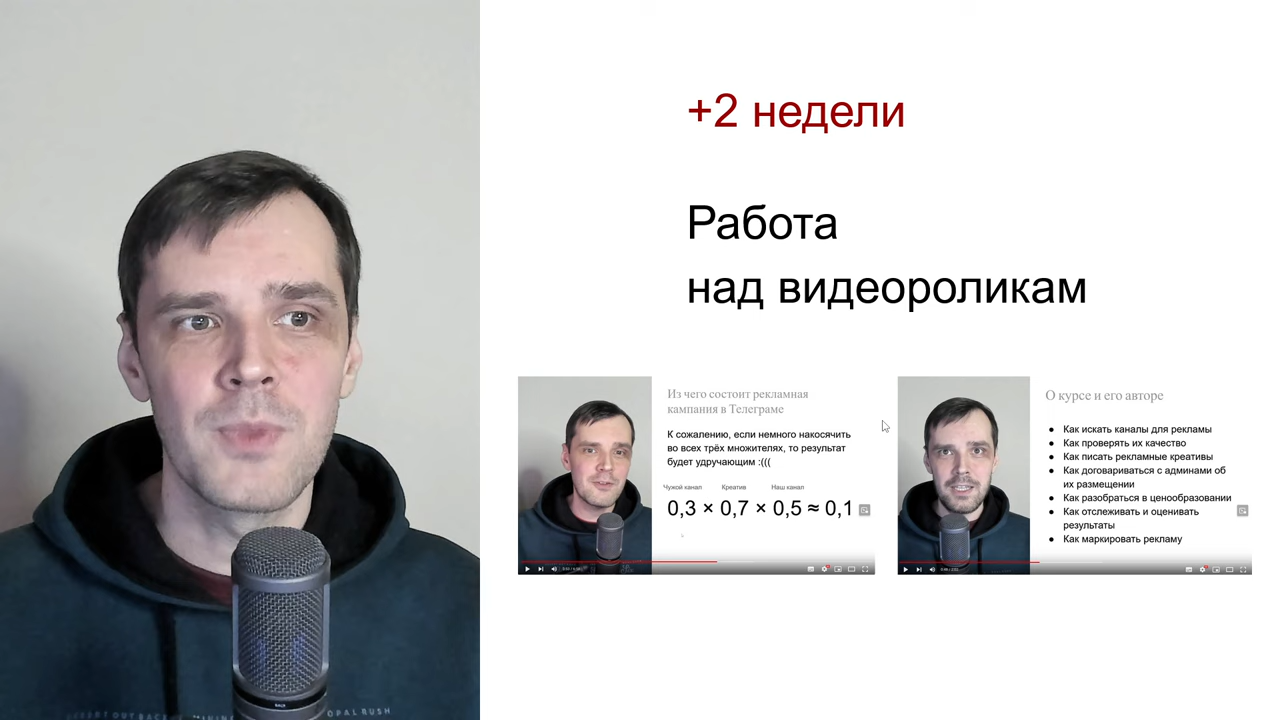 +2 недели
Работа
над видеороликам
Из чего состоит рекламная
кампания в Телеграме
К сожалению, если немного накосячить
во всех трёх множителях, то результат
будет удручающим :(((
Чужой канал Креатив Наш канал
0,3 × 0,7 × 0,5 ≈ 0,1
О курсе и его авторе
Как искать каналы для рекламы
Как проверять их качество
Как писать рекламные креативы
Как договариваться с админами об
их размещении
Как разобраться в ценообразовании
Как отслеживать и оценивать
результаты
Как маркировать рекламу
OPAL RUSH